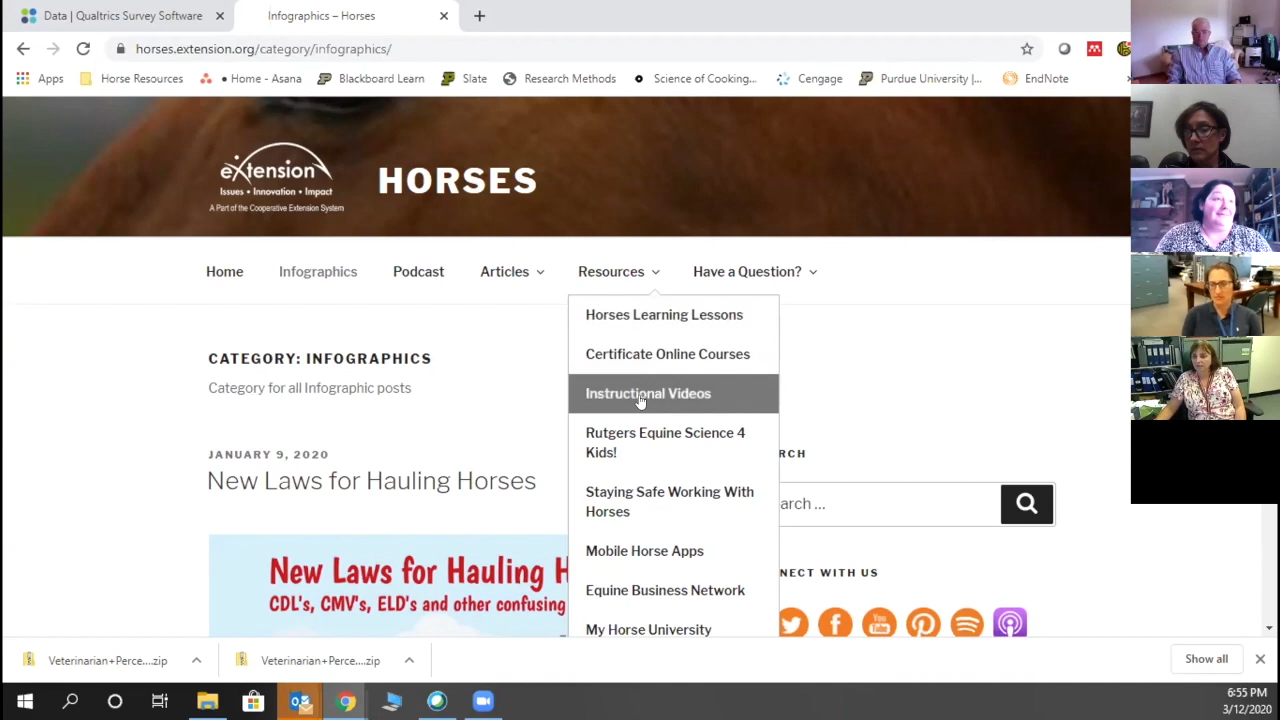 Data | Qualtrics Survey Software
Infographics – Horses
horses.extension.org/category/infographics/
Apps
Horse Resources
• Home - Asana
Blackboard Learn
Slate
Research Methods
Science of Cooking,...
Cengage
Purdue University |...
EndNote
eXtension
Issues • Innovation • Impact
A Part of the Cooperative Extension System
HORSES
Home
Infographics
Podcast
Articles
Resources
Have a Question?
Horses Learning Lessons
Certificate Online Courses
Instructional Videos
Rutgers Equine Science 4
Kids!
Staying Safe Working With
Horses
Mobile Horse Apps
Equine Business Network
My Horse University
CATEGORY: INFOGRAPHICS
Category for all Infographic posts
JANUARY 9, 2020
New Laws for Hauling Horses
New Laws for Hauling H
CDL's, CMV's, ELD's and other confusing
RCH
arch ...
NECT WITH US
You
Tube
Veterinarian+Perce....zip
Veterinarian+Perce....zip
Show all
6:55 PM
3/12/2020